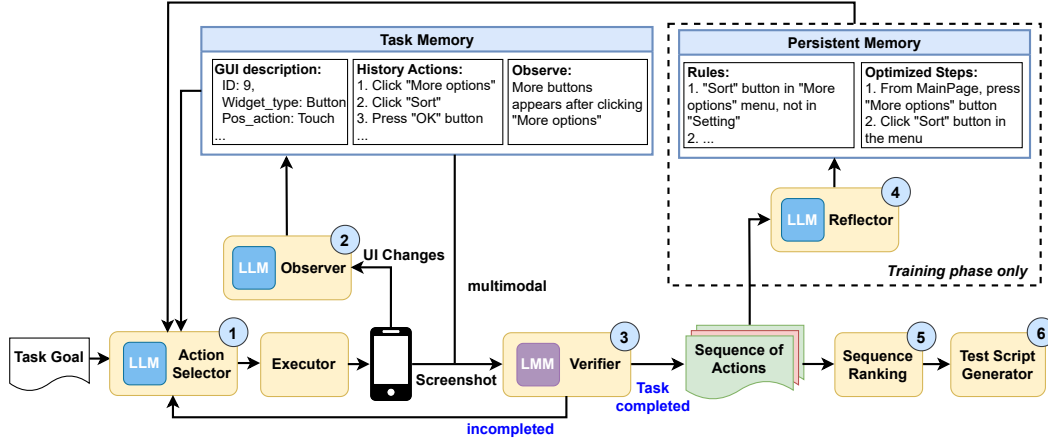 Task Memory
GUI description:
ID: 9,
Widget_type: Button
Pos_action: Touch
...
History Actions:
1. Click "More options"
2. Click "Sort"
3. Press "OK" button
...
Observe:
More buttons
appears after clicking
"More options"
Persistent Memory
Rules:
1. "Sort" button in "More
options" menu, not in
"Setting"
2. ...
Optimized Steps:
1. From MainPage, press
"More options" button
2. Click "Sort" button in
the menu
4
LLM
Reflector
Training phase only
2
LLM
Observer
UI Changes
multimodal
Task Goal
1
LLM
Action
Selector
Executor
Screenshot
3
LMM
Verifier
Task
completed
incompleted
Sequence of
Actions
5
Sequence
Ranking
6
Test Script
Generator